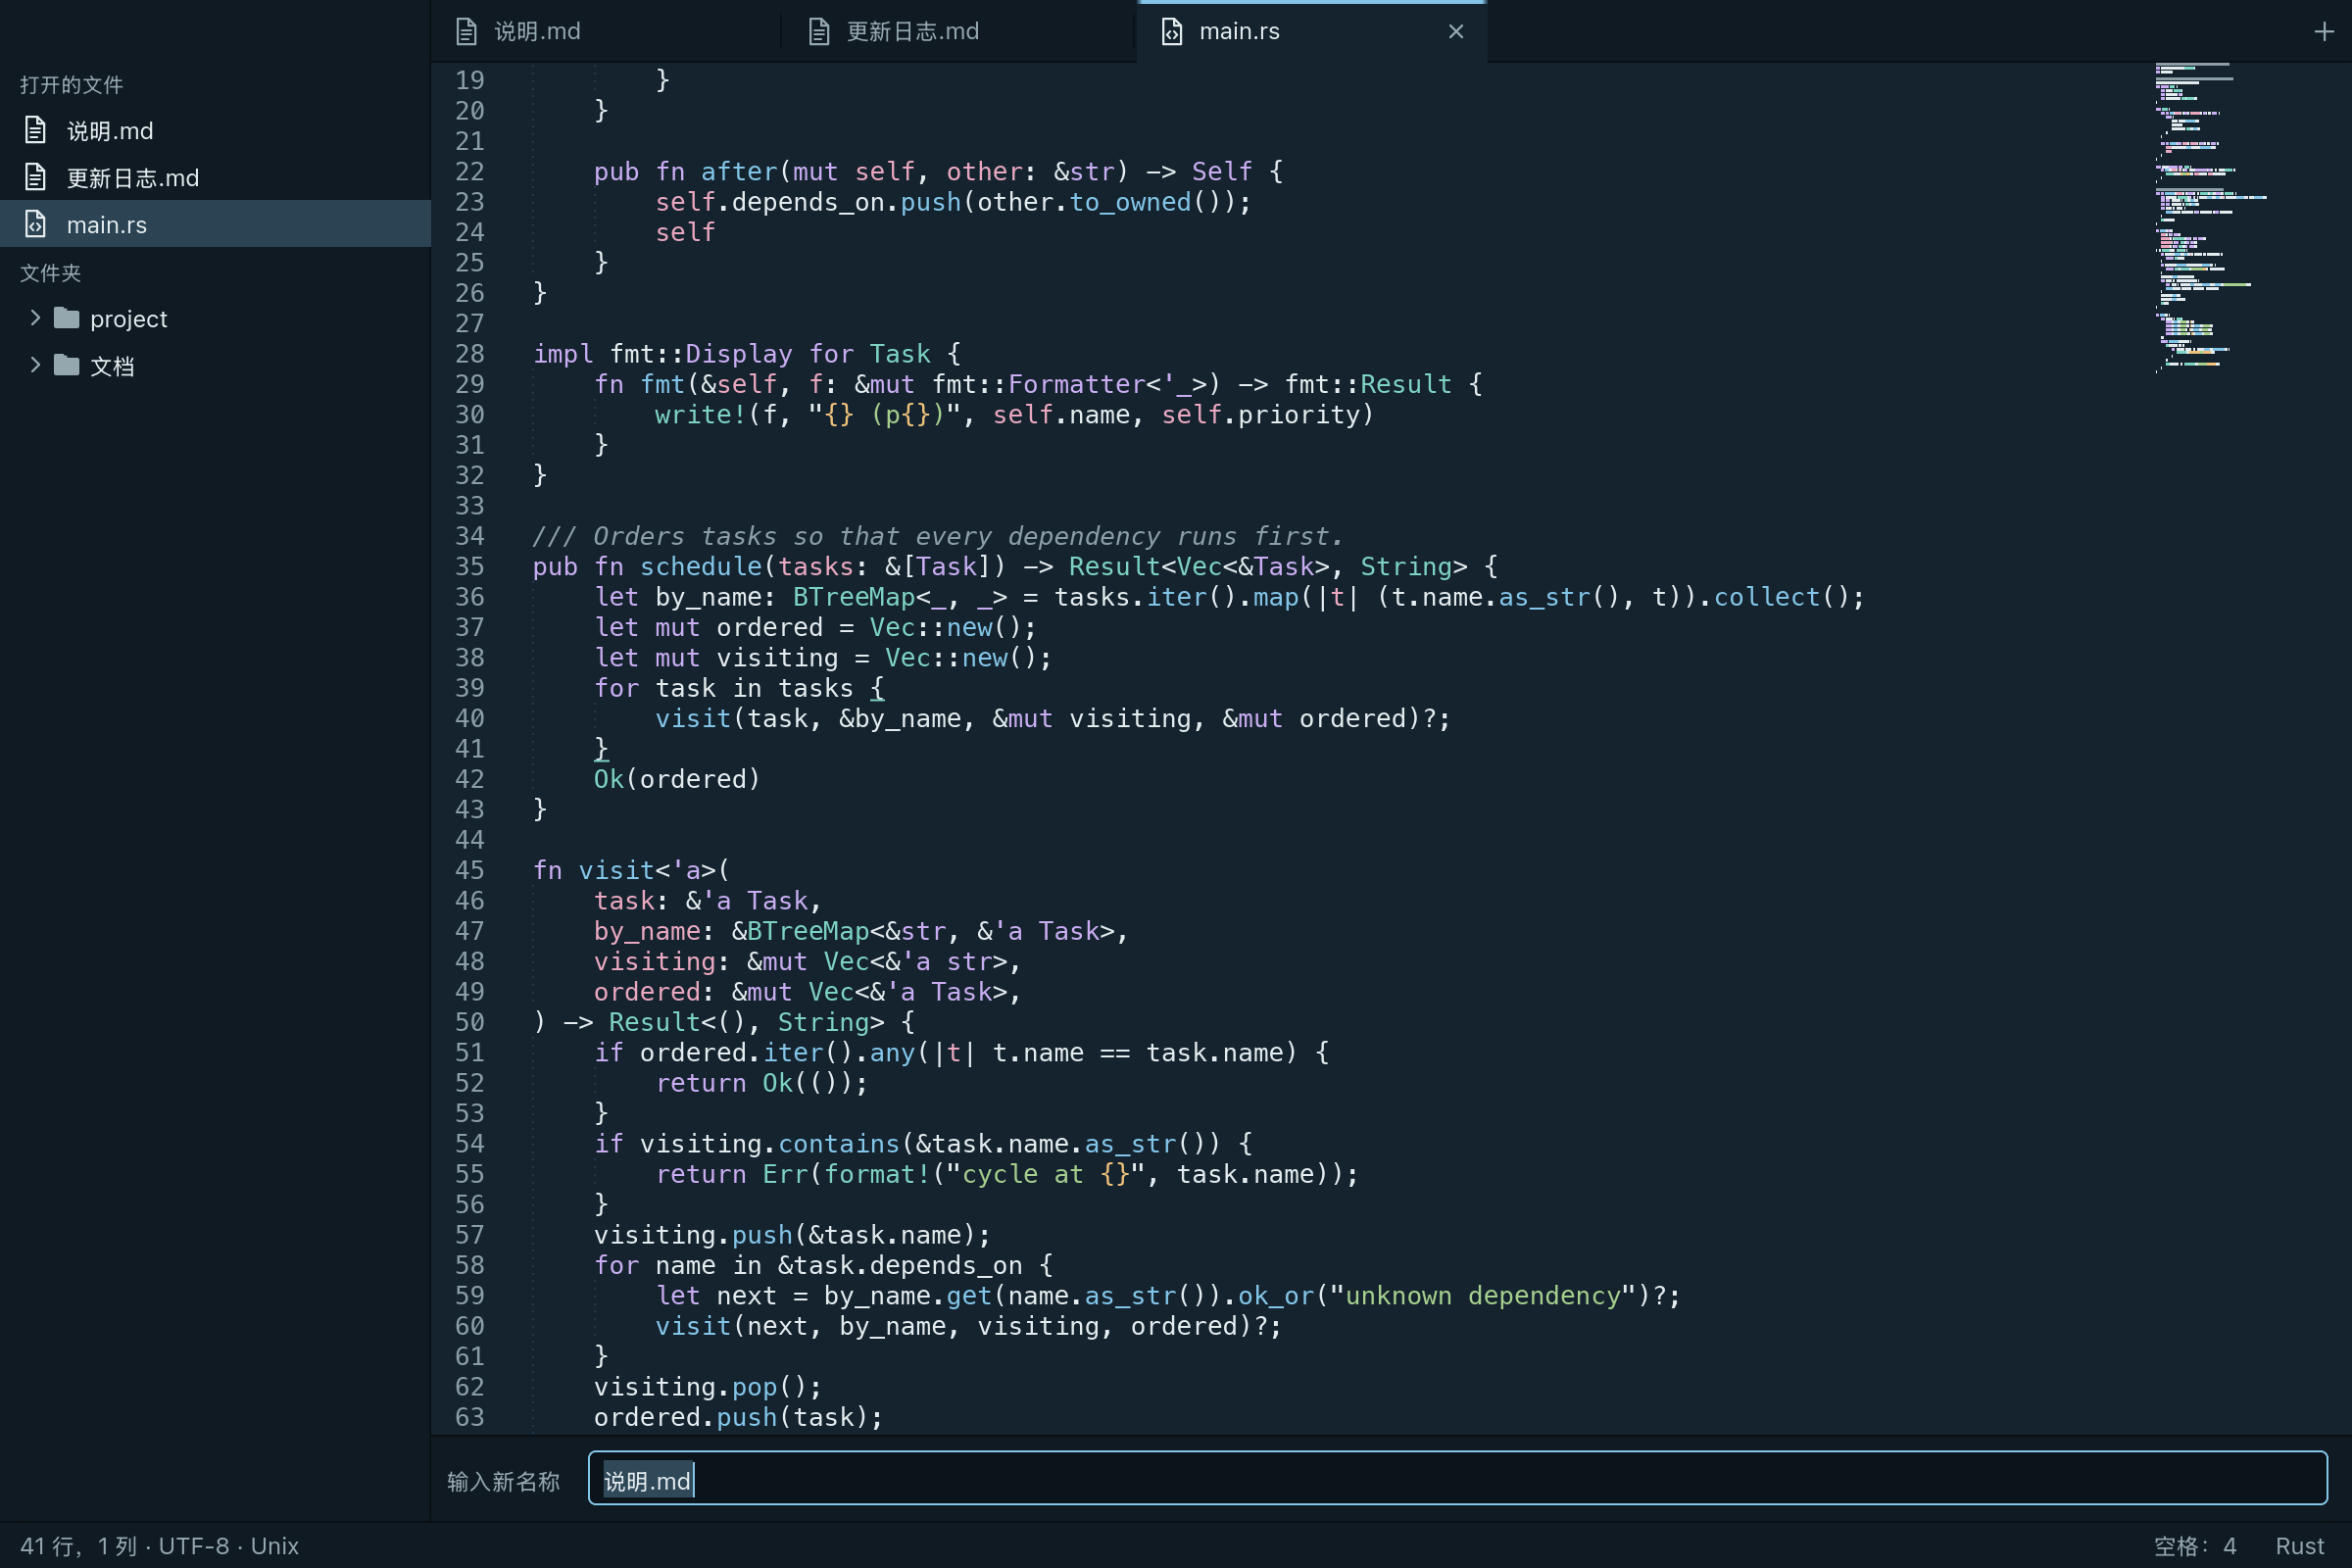 说明.md
更新日志.md
main.rs
打开的文件
说明.md
更新日志.md
main.rs
文件夹
project
文档
19         }
20     }
21
22     pub fn after(mut self, other: &str) -> Self {
23         self.depends_on.push(other.to_owned());
24         self
25     }
26 }
27
28 impl fmt::Display for Task {
29     fn fmt(&self, f: &mut fmt::Formatter<'_>) -> fmt::Result {
30         write!(f, "{} (p{})", self.name, self.priority)
31     }
32 }
33
34 /// Orders tasks so that every dependency runs first.
35 pub fn schedule(tasks: &[Task]) -> Result<Vec<&Task>, String> {
36     let by_name: BTreeMap<_, _> = tasks.iter().map(|t| (t.name.as_str(), t)).collect();
37     let mut ordered = Vec::new();
38     let mut visiting = Vec::new();
39     for task in tasks {
40         visit(task, &by_name, &mut visiting, &mut ordered)?;
41     }
42     Ok(ordered)
43 }
44
45 fn visit<'a>(
46     task: &'a Task,
47     by_name: &BTreeMap<&str, &'a Task>,
48     visiting: &mut Vec<&'a str>,
49     ordered: &mut Vec<&'a Task>,
50 ) -> Result<(), String> {
51     if ordered.iter().any(|t| t.name == task.name) {
52         return Ok(());
53     }
54     if visiting.contains(&task.name.as_str()) {
55         return Err(format!("cycle at {}", task.name));
56     }
57     visiting.push(&task.name);
58     for name in &task.depends_on {
59         let next = by_name.get(name.as_str()).ok_or("unknown dependency")?;
60         visit(next, by_name, visiting, ordered)?;
61     }
62     visiting.pop();
63     ordered.push(task);
输入新名称 说明.md
41 行，1 列 · UTF-8 · Unix
空格：4 Rust